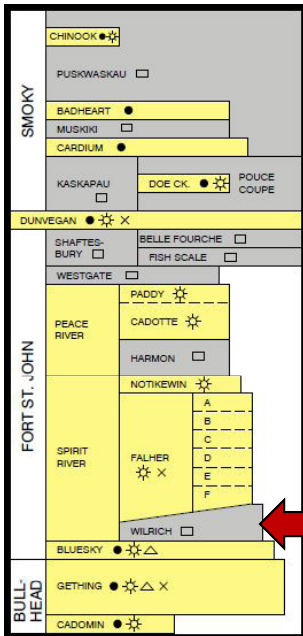 CHINOOK
PUSKWASKAU
SMOKY
BADHEART
MUSKIKI
CARDIUM
KASKAPAU
DOE CK.
POUCE
COUPE
DUNVEGAN
SHAFTES-
BURY
BELLE FOURCHE
FISH SCALE
WESTGATE
FORT ST. JOHN
PEACE
RIVER
PADDY
CADOTTE
HARMON
NOTIKEWIN
SPIRIT
RIVER
FALHER
A
B
C
D
E
F
WILRICH
BLUESKY
BULL-
HEAD
GETHING
CADOMIN